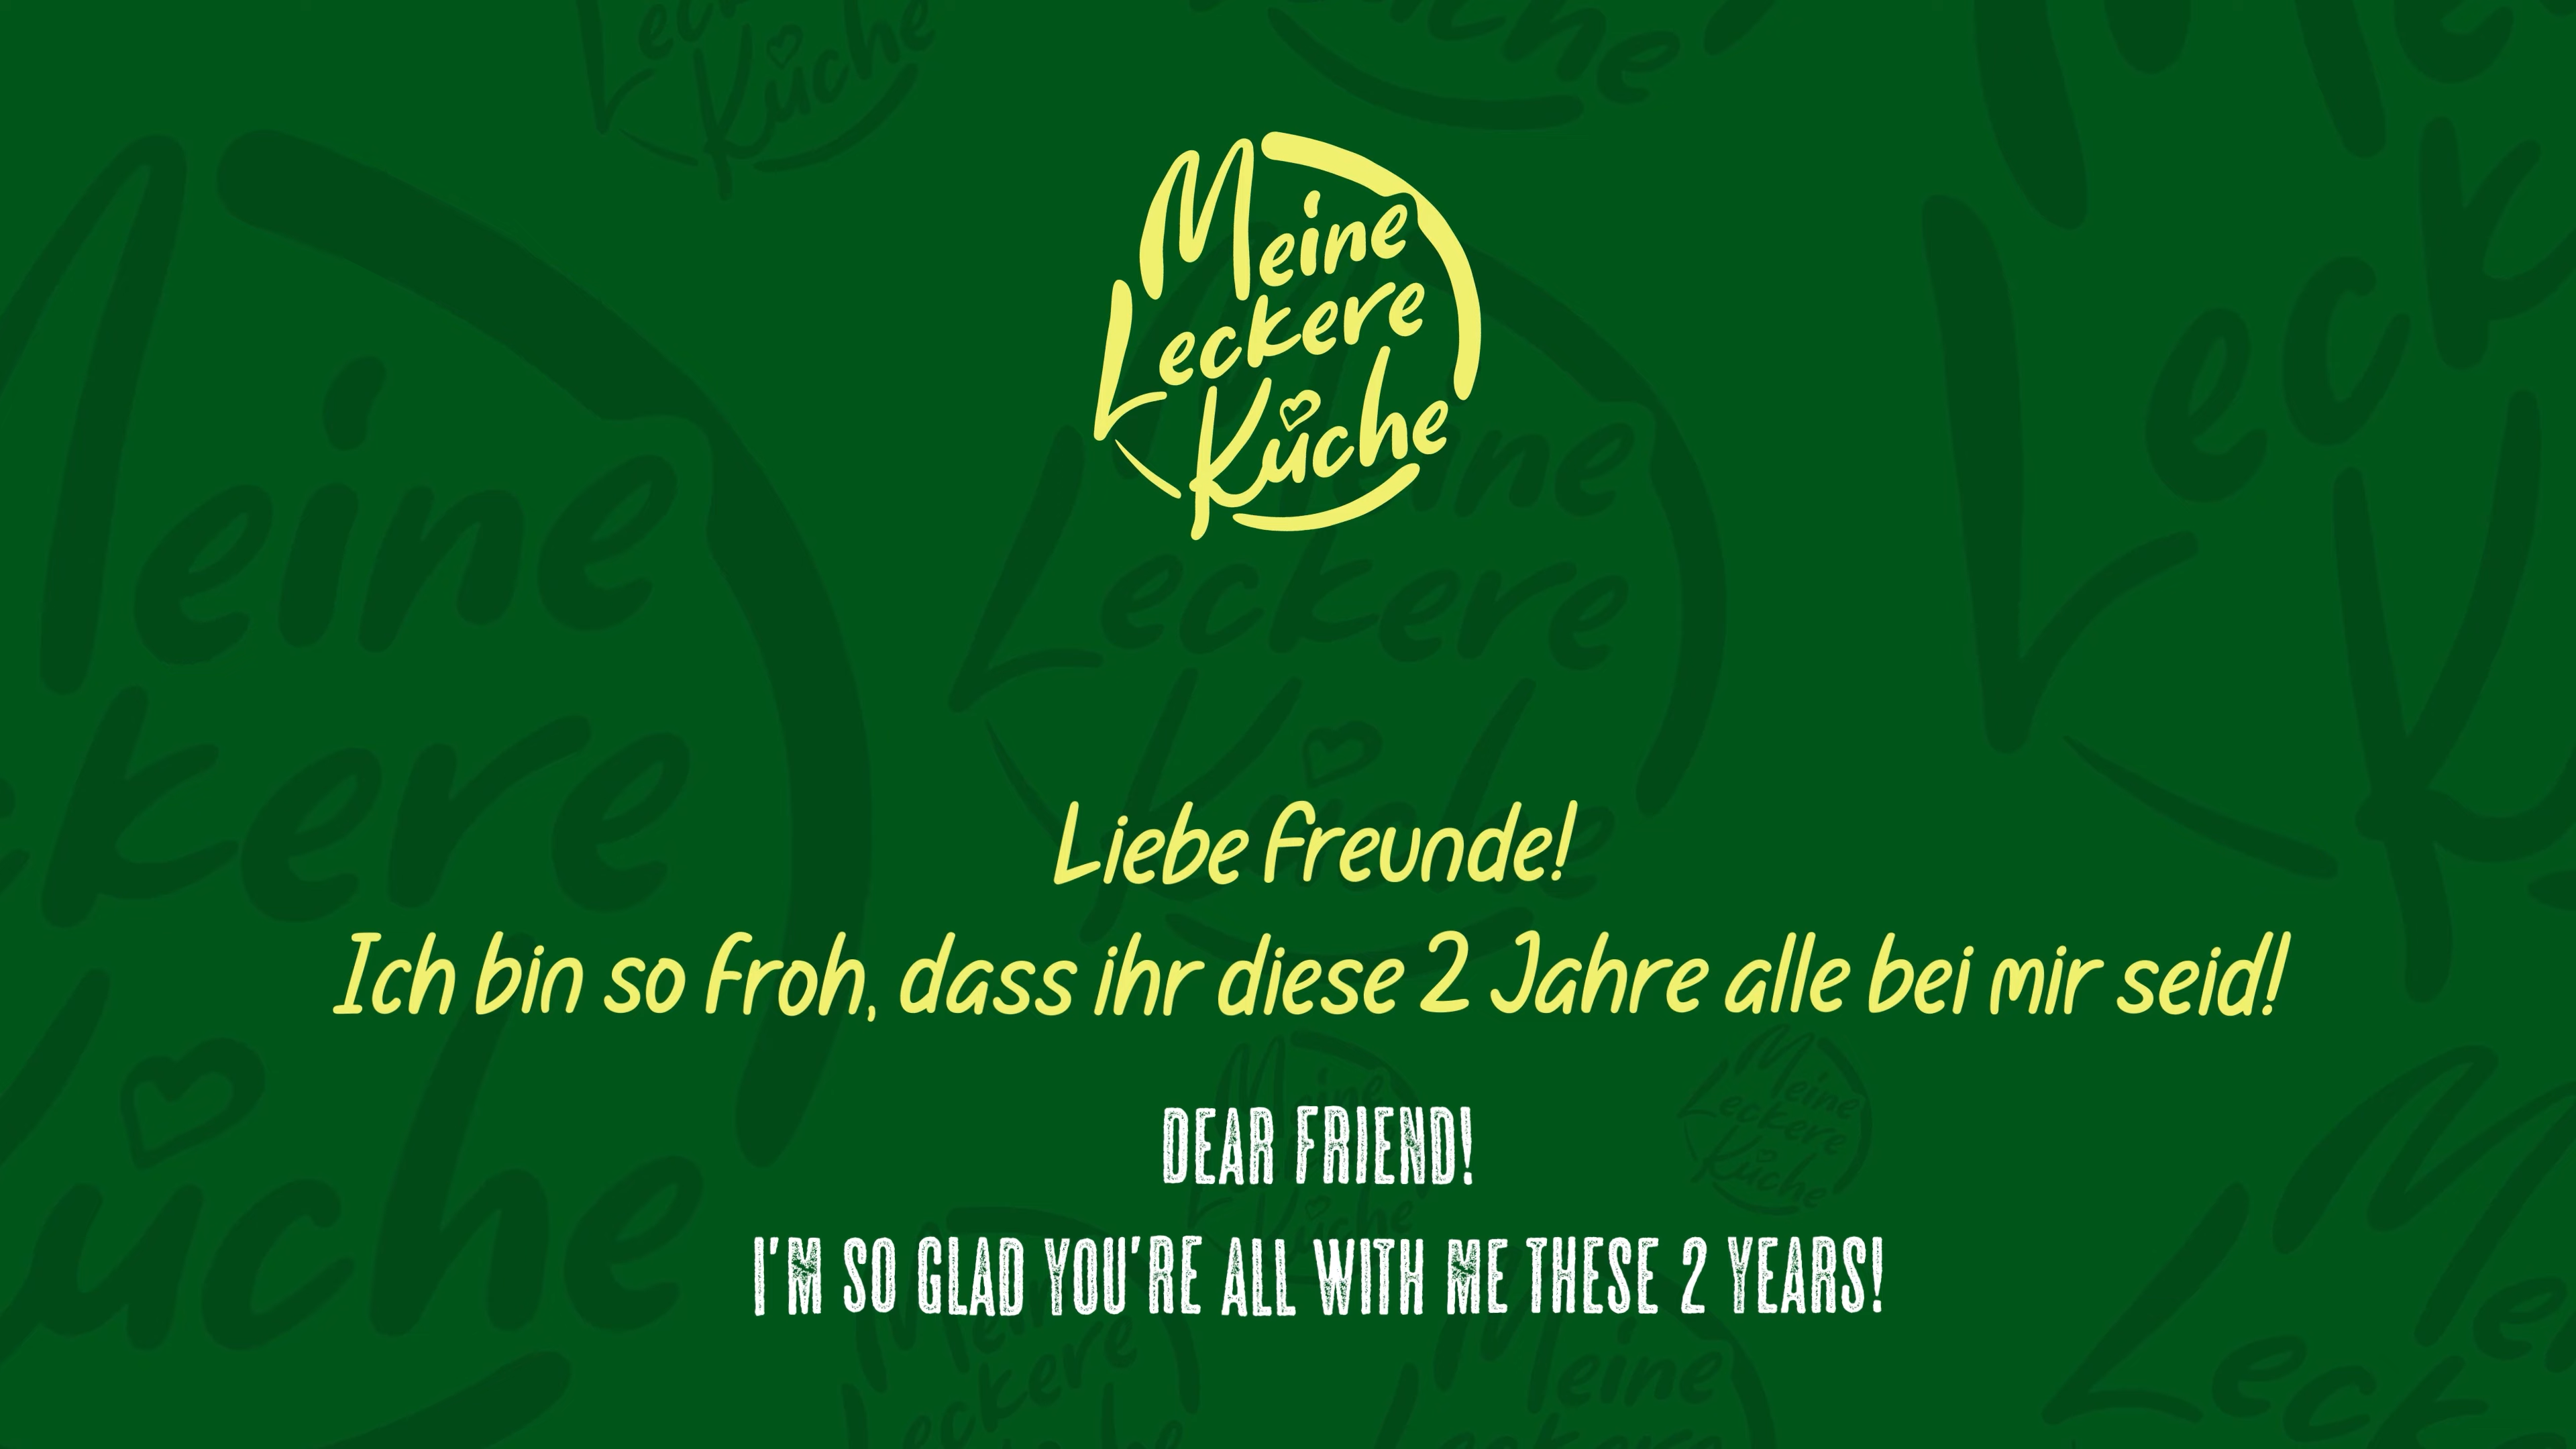 Meine
Leckere
Küche
Liebe Freunde!
Ich bin so froh, dass ihr diese 2 Jahre alle bei mir seid!
DEAR FRIEND!
I'M SO GLAD YOU'RE ALL WITH ME THESE 2 YEARS!